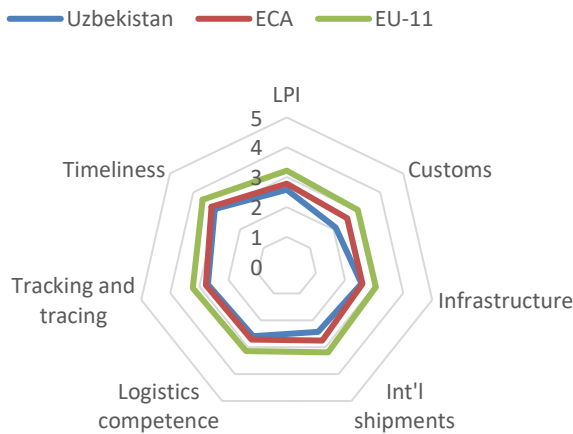 Uzbekistan ECA EU-11
LPI
5
4
3
2
1
0
Customs
Infrastructure
Int'l
shipments
Logistics
competence
Tracking and
tracing
Timeliness